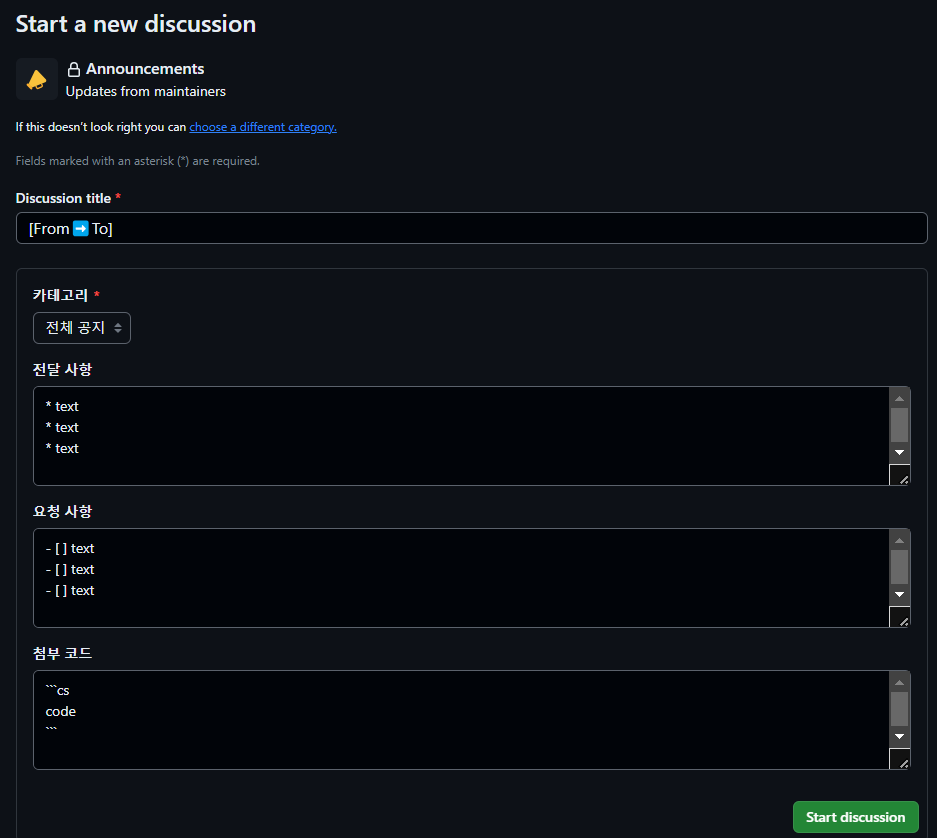 Start a new discussion
Announcements
Updates from maintainers
If this doesn't look right you can choose a different category.
Fields marked with an asterisk (*) are required.
Discussion title *
[From➡️To]
카테고리 *
전체 공지
전달 사항
* text
* text
* text
요청 사항
- [ ] text
- [ ] text
- [ ] text
첨부 코드
```cs
code
```
Start discussion